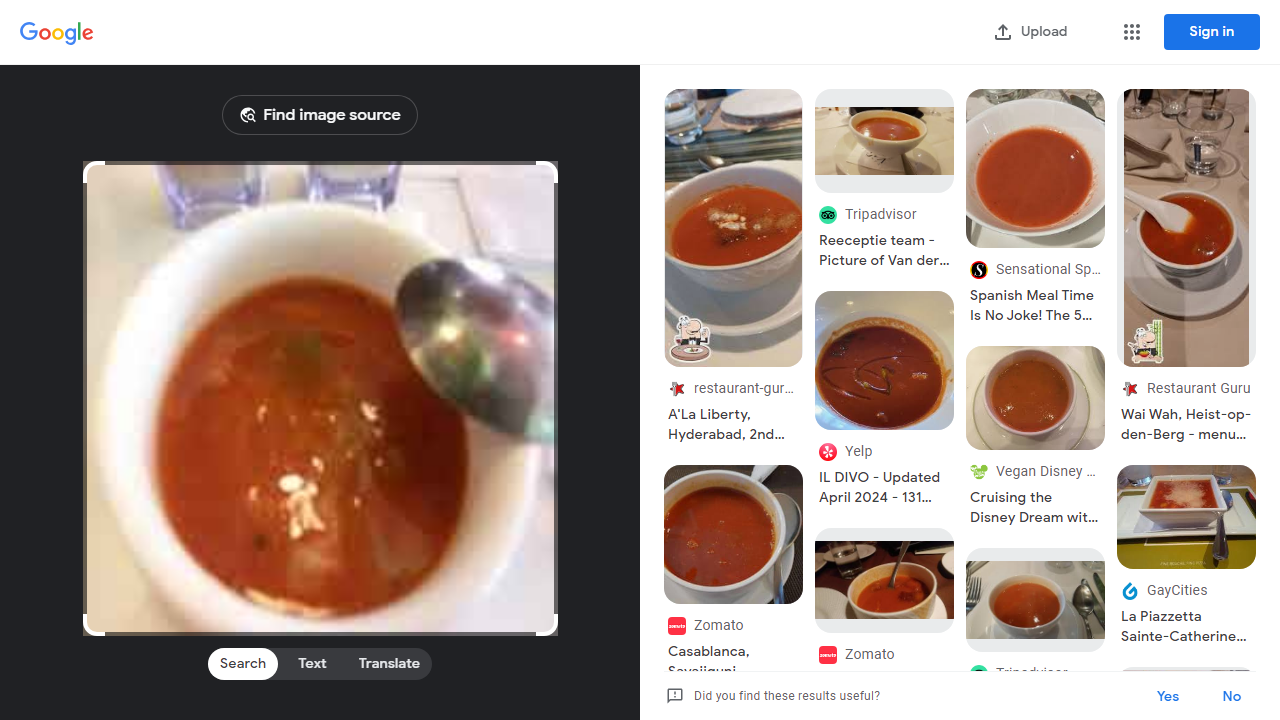 Google
Upload
Sign in
Find image source
Search
Text
Translate
restaurant-gur...
A'La Liberty,
Hyderabad, 2nd...
Zomato
Casablanca,
Tripadvisor
Reeceptie team -
Picture of Van der...
Yelp
IL DIVO - Updated
April 2024 - 131...
Zomato
Sensational Sp...
Spanish Meal Time
Is No Joke! The 5...
Vegan Disney ...
Cruising the
Disney Dream wit...
Tripadvisor
Restaurant Guru
Wai Wah, Heist-op-
den-Berg - menu...
GayCities
La Piazzetta
Sainte-Catherine...
Did you find these results useful?
Yes
No